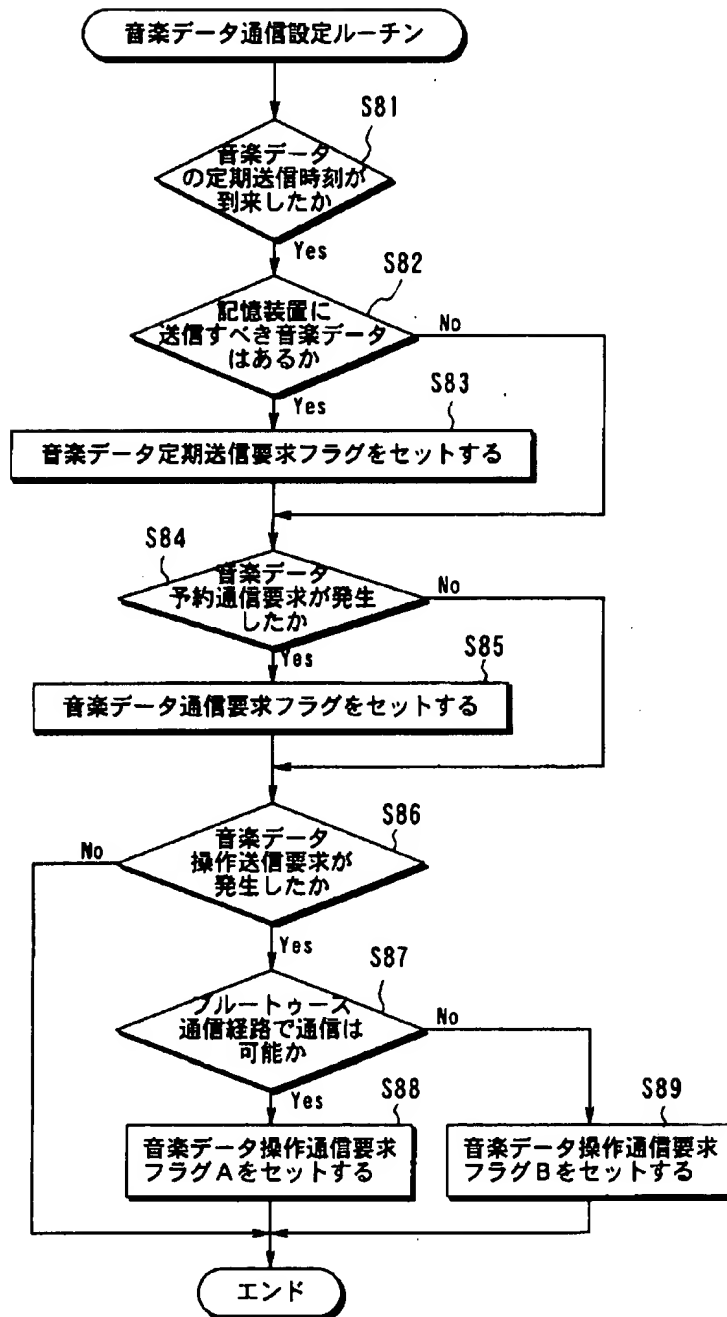 音楽データ通信設定ルーチン
S81
音楽データ
の定期送信時刻が
到来したか
Yes
S82
記憶装置に
送信すべき音楽データ
はあるか
No
Yes
S83
音楽データ定期送信要求フラグをセットする
S84
音楽データ
予約通信要求が発生
したか
No
Yes
S85
音楽データ通信要求フラグをセットする
S86
音楽データ
操作送信要求が
発生したか
No
Yes
S87
ブルートゥース
通信経路で通信は
可能か
No
Yes
S88
音楽データ操作通信要求
フラグAをセットする
S89
音楽データ操作通信要求
フラグBをセットする
エンド